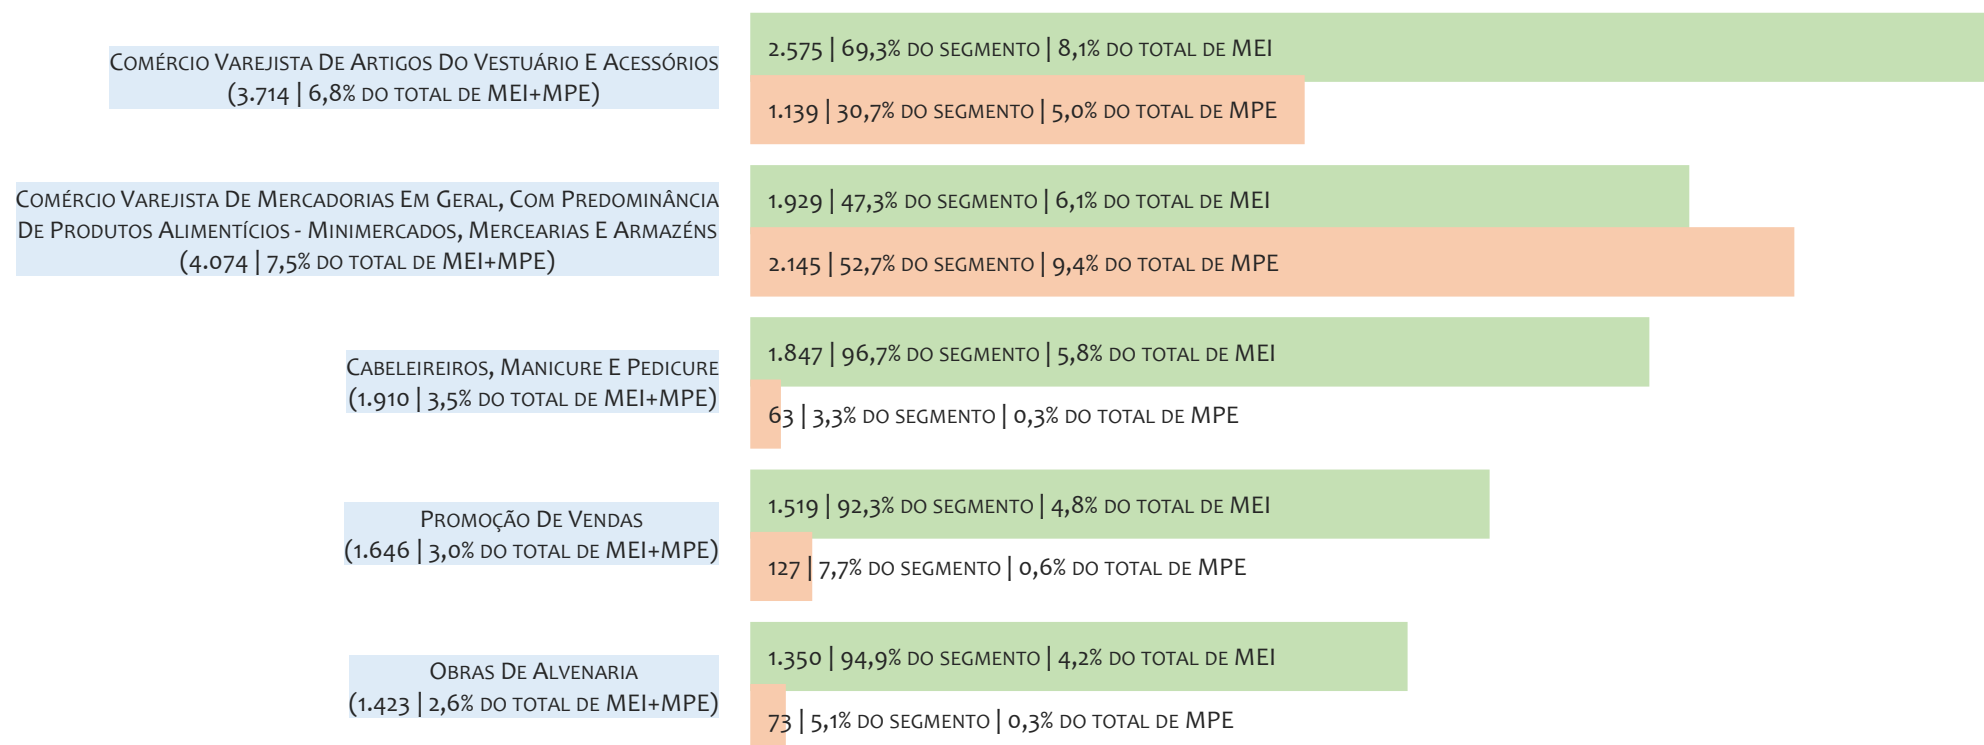 Comércio Varejista De Artigos Do Vestuário E Acessórios
(3.714 | 6,8% do total de MEI+MPE)
2.575 | 69,3% do segmento | 8,1% do total de MEI
1.139 | 30,7% do segmento | 5,0% do total de MPE
Comércio Varejista De Mercadorias Em Geral, Com Predominância
De Produtos Alimentícios - Minimercados, Mercearias E Armazéns
(4.074 | 7,5% do total de MEI+MPE)
1.929 | 47,3% do segmento | 6,1% do total de MEI
2.145 | 52,7% do segmento | 9,4% do total de MPE
Cabeleireiros, Manicure E Pedicure
(1.910 | 3,5% do total de MEI+MPE)
1.847 | 96,7% do segmento | 5,8% do total de MEI
63 | 3,3% do segmento | 0,3% do total de MPE
Promoção De Vendas
(1.646 | 3,0% do total de MEI+MPE)
1.519 | 92,3% do segmento | 4,8% do total de MEI
127 | 7,7% do segmento | 0,6% do total de MPE
Obras De Alvenaria
(1.423 | 2,6% do total de MEI+MPE)
1.350 | 94,9% do segmento | 4,2% do total de MEI
73 | 5,1% do segmento | 0,3% do total de MPE